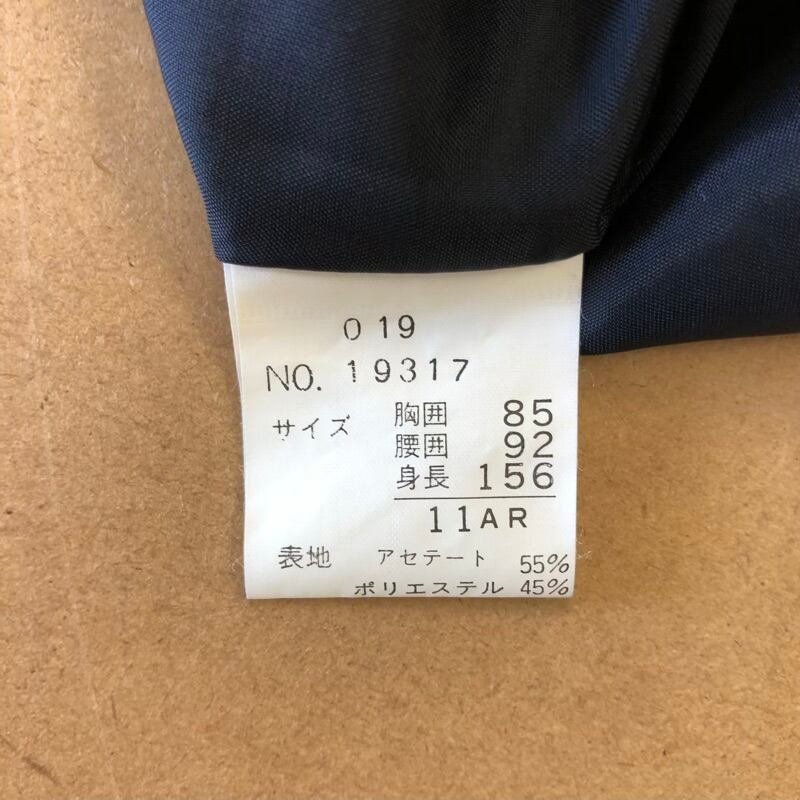 019
NO. 19317
サイズ 胸囲 85
腰囲 92
身長 156
11AR
表地 アセテート 55%
ポリエステル 45%